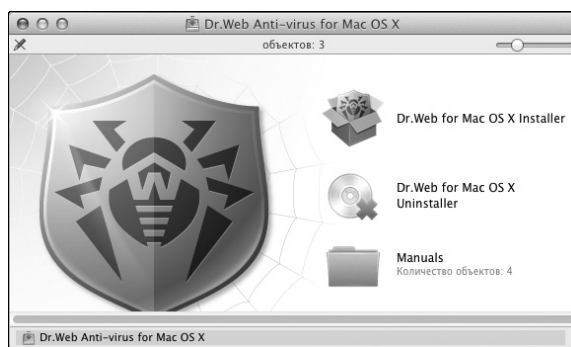 Dr.Web Anti-virus for Mac OS X
объектов: 3
Dr.Web for Mac OS X Installer
Dr.Web for Mac OS X
Uninstaller
Manuals
Количество объектов: 4
Dr.Web Anti-virus for Mac OS X